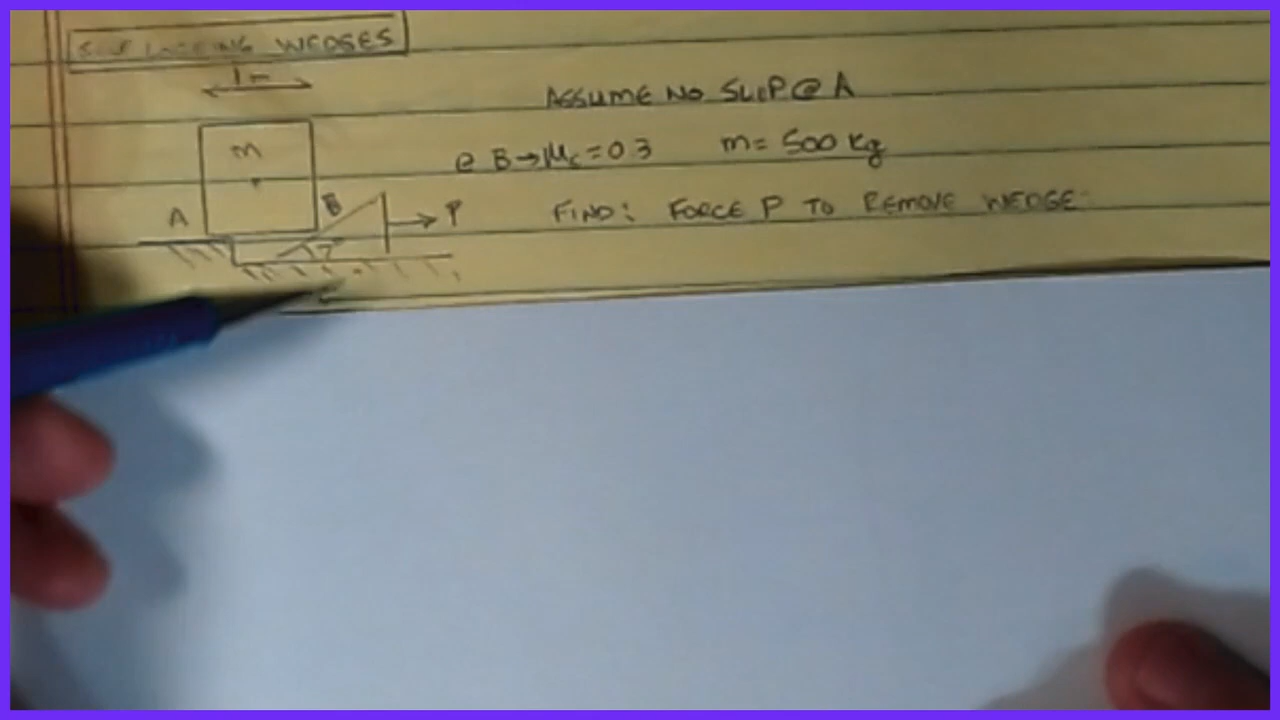 WEDGES
1m
ASSUME NO SLIP @ A
m
@ B→μs = 0.3 m = 500 kg
A B P
FIND: FORCE P TO REMOVE WEDGE
7